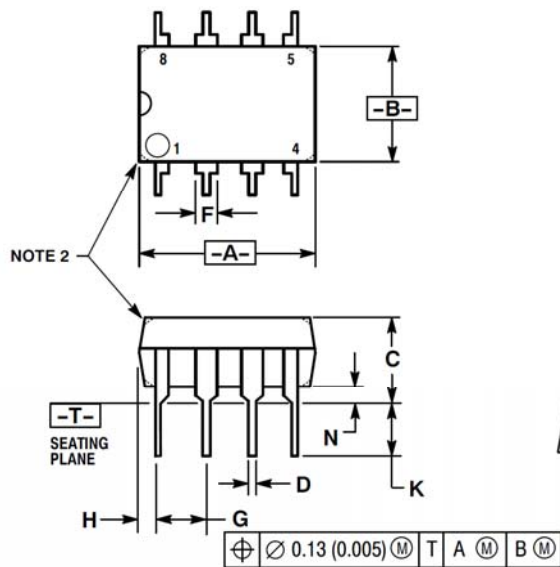 8 5
-B-
1 4
F
-A-
NOTE 2
C
-T-
SEATING
PLANE
N
D
K
H G
⌖ ∅ 0.13 (0.005) Ⓜ T A Ⓜ B Ⓜ